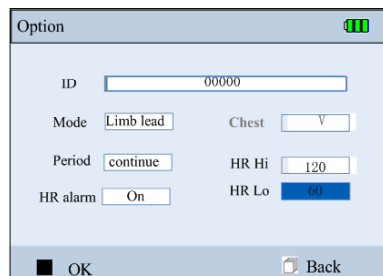 Option
ID 00000
Mode Limb lead Chest V
Period continue HR Hi 120
HR alarm On HR Lo 60
OK Back